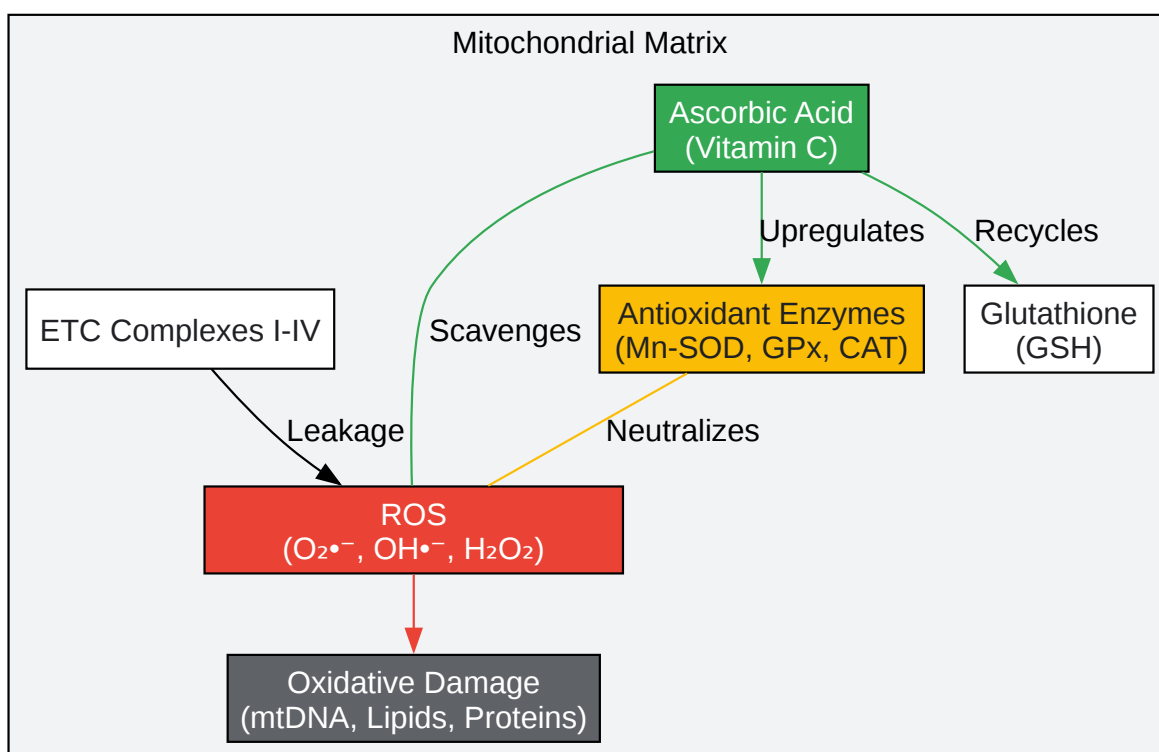 Mitochondrial Matrix
Ascorbic Acid
(Vitamin C)
Upregulates
Recycles
ETC Complexes I-IV
Scavenges
Antioxidant Enzymes
(Mn-SOD, GPx, CAT)
Glutathione
(GSH)
Leakage
Neutralizes
ROS
(O₂•⁻, OH•⁻, H₂O₂)
Oxidative Damage
(mtDNA, Lipids, Proteins)